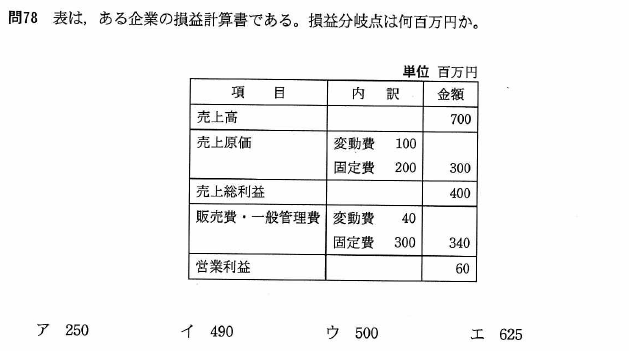 問78 表は,ある企業の損益計算書である。損益分岐点は何百万円か。
単位 百万円
項 目 内 訳 金額
売上高 700
売上原価 変動費 100
固定費 200 300
売上総利益 400
販売費・一般管理費 変動費 40
固定費 300 340
営業利益 60
ア 250 イ 490 ウ 500 エ 625